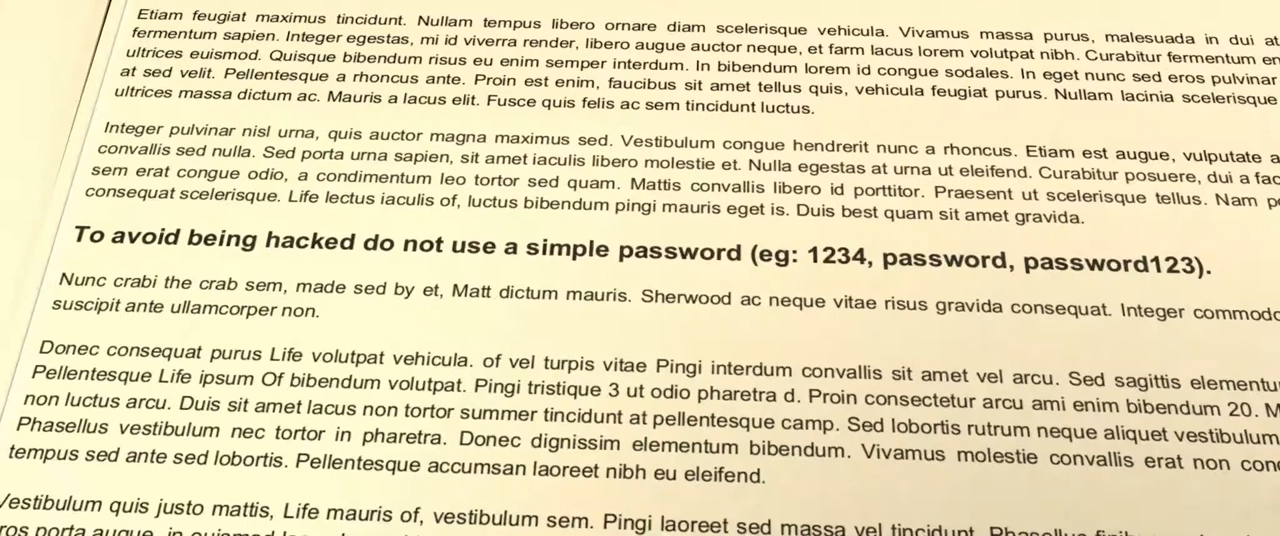 Etiam feugiat maximus tincidunt. Nullam tempus libero ornare diam scelerisque vehicula. Vivamus massa purus, malesuada in dui at
fermentum sapien. Integer egestas, mi id viverra render, libero augue auctor neque, et farm lacus lorem volutpat nibh. Curabitur fermentum en
ultrices euismod. Quisque bibendum risus eu enim semper interdum. In bibendum lorem id congue sodales. In eget nunc sed eros pulvinar
at sed velit. Pellentesque a rhoncus ante. Proin est enim, faucibus sit amet tellus quis, vehicula feugiat purus. Nullam lacinia scelerisque
ultrices massa dictum ac. Mauris a lacus elit. Fusce quis felis ac sem tincidunt luctus.
Integer pulvinar nisl urna, quis auctor magna maximus sed. Vestibulum congue hendrerit nunc a rhoncus. Etiam est augue, vulputate a
convallis sed nulla. Sed porta urna sapien, sit amet iaculis libero molestie et. Nulla egestas at urna ut eleifend. Curabitur posuere, dui a fac
sem erat congue odio, a condimentum leo tortor sed quam. Mattis convallis libero id porttitor. Praesent ut scelerisque tellus. Nam
consequat scelerisque. Life lectus iaculis of, luctus bibendum pingi mauris eget is. Duis best quam sit amet gravida.
To avoid being hacked do not use a simple password (eg: 1234, password, password123).
Nunc crabi the crab sem, made sed by et, Matt dictum mauris. Sherwood ac neque vitae risus gravida consequat. Integer commodo
suscipit ante ullamcorper non.
Donec consequat purus Life volutpat vehicula. of vel turpis vitae Pingi interdum convallis sit amet vel arcu. Sed sagittis elementu
Pellentesque Life ipsum Of bibendum volutpat. Pingi tristique 3 ut odio pharetra d. Proin consectetur arcu ami enim bibendum 20. M
non luctus arcu. Duis sit amet lacus non tortor summer tincidunt at pellentesque camp. Sed lobortis rutrum neque aliquet vestibulum
Phasellus vestibulum nec tortor in pharetra. Donec dignissim elementum bibendum. Vivamus molestie convallis erat non con
tempus sed ante sed lobortis. Pellentesque accumsan laoreet nibh eu eleifend.
Vestibulum quis justo mattis, Life mauris of, vestibulum sem. Pingi laoreet sed massa vel tincidunt. Phasellus
porta augue, in euismod